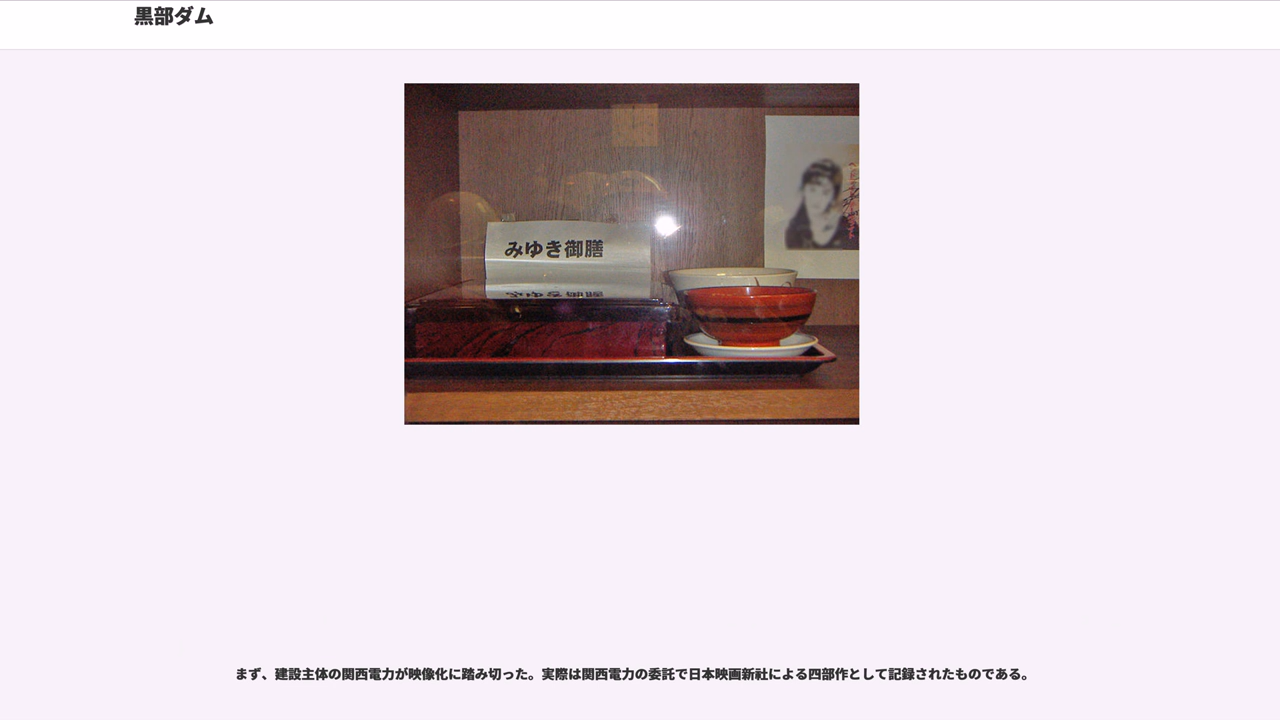 黒部ダム
みゆき御膳
まず、建設主体の関西電力が映像化に踏み切った。実際は関西電力の委託で日本映画新社による四部作として記録されたものである。